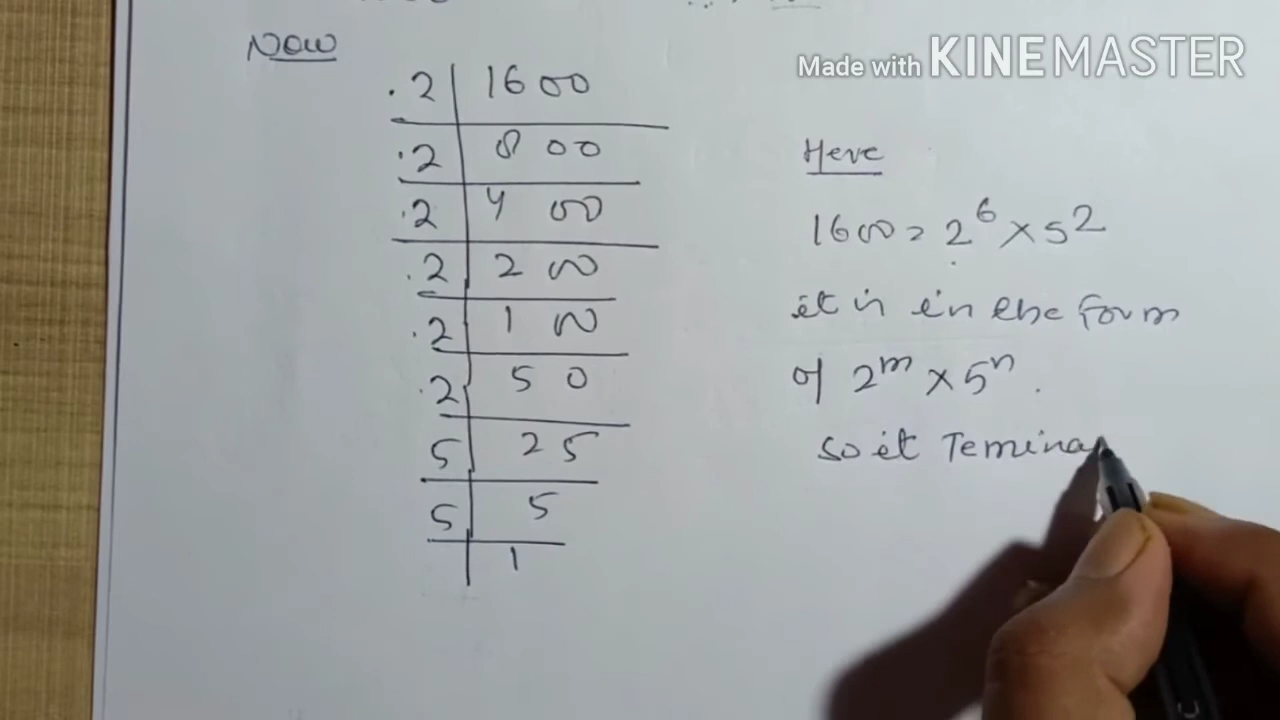 Now
Made with KINEMASTER
.2 | 1600
.2 | 800
.2 | 400
.2 | 200
.2 | 100
.2 | 50
5 | 25
5 | 5
1
Here
1600 = 2^6 × 5^2
it is in the form
of 2^m × 5^n .
so it Temina